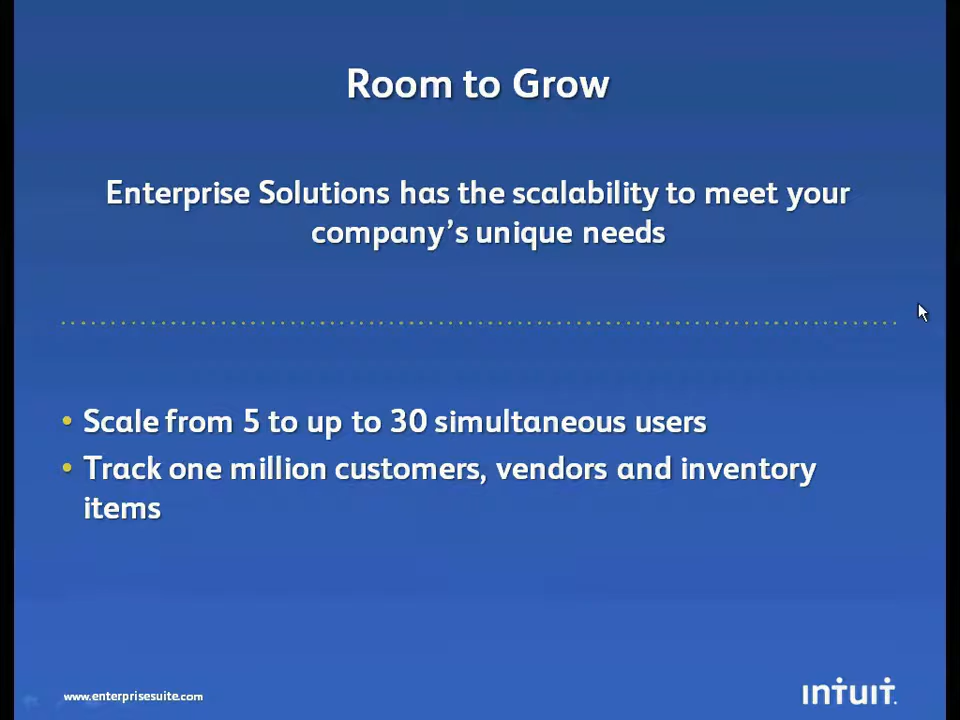 Room to Grow
Enterprise Solutions has the scalability to meet your
company’s unique needs
• Scale from 5 to up to 30 simultaneous users
• Track one million customers, vendors and inventory
items
www.enterprisesuite.com
INTUIT.